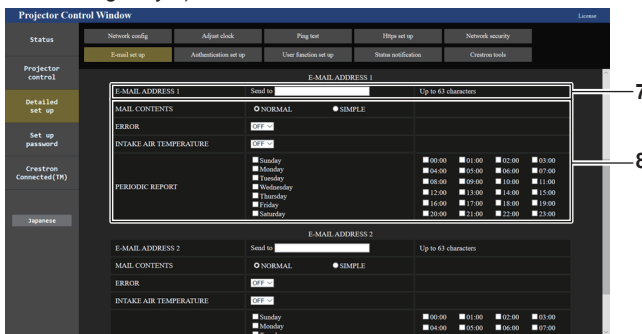 Projector Control Window
License
Status
Network config Adjust clock Ping test Https set up Network security
E-mail set up Authentication set up User function set up Status notification Crestron tools
Projector control
Detailed set up
Set up password
Crestron Connected(TM)
Japanese
E-MAIL ADDRESS 1
E-MAIL ADDRESS 1 Send to Up to 63 characters
7
MAIL CONTENTS NORMAL SIMPLE
ERROR OFF
INTAKE AIR TEMPERATURE OFF
8
PERIODIC REPORT
Sunday 00:00 01:00 02:00 03:00
Monday 04:00 05:00 06:00 07:00
Tuesday 08:00 09:00 10:00 11:00
Wednesday 12:00 13:00 14:00 15:00
Thursday 16:00 17:00 18:00 19:00
Friday 20:00 21:00 22:00 23:00
Saturday
E-MAIL ADDRESS 2
E-MAIL ADDRESS 2 Send to Up to 63 characters
MAIL CONTENTS NORMAL SIMPLE
ERROR OFF
INTAKE AIR TEMPERATURE OFF
Sunday 00:00 01:00 02:00 03:00
Monday 04:00 05:00 06:00 07:00